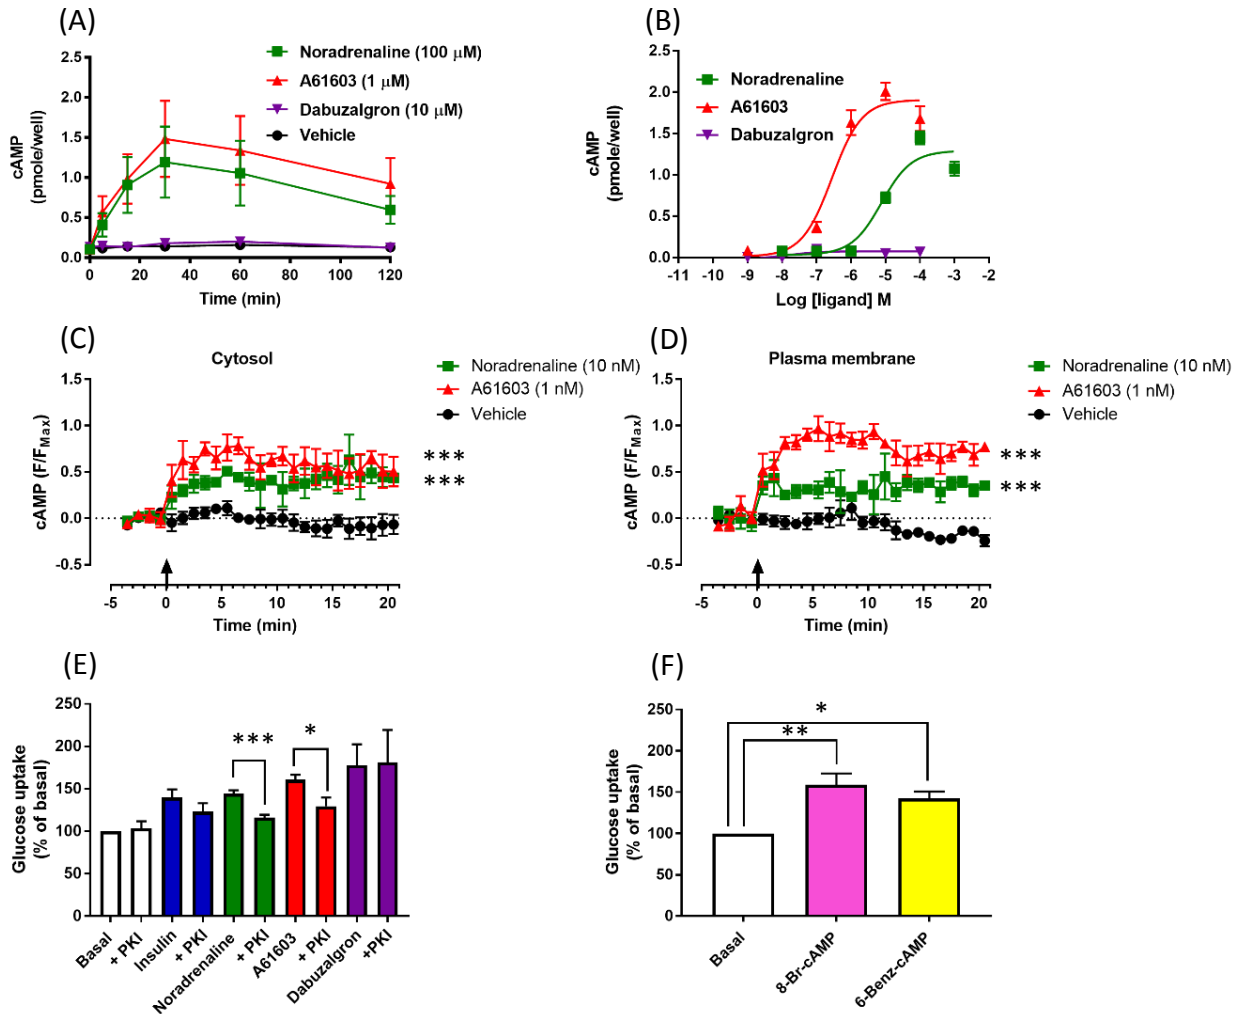 (A)
Noradrenaline (100 μM)
A61603 (1 μM)
Dabuzalgron (10 μM)
Vehicle
cAMP
(pmole/well)
2.5
2.0
1.5
1.0
0.5
0.0
0 20 40 60 80 100 120
Time (min)
(B)
Noradrenaline
A61603
Dabuzalgron
cAMP
(pmole/well)
2.5
2.0
1.5
1.0
0.5
0.0
-11 -10 -9 -8 -7 -6 -5 -4 -3 -2
Log [ligand] M
(C)
Cytosol
Noradrenaline (10 nM)
A61603 (1 nM)
Vehicle
cAMP (F/FMax)
1.5
1.0
0.5
0.0
-0.5
***
***
-5 0 5 10 15 20
Time (min)
(D)
Plasma membrane
Noradrenaline (10 nM)
A61603 (1 nM)
Vehicle
cAMP (F/FMax)
1.5
1.0
0.5
0.0
-0.5
***
***
-5 0 5 10 15 20
Time (min)
(E)
Glucose uptake
(% of basal)
250
200
150
100
50
0
***
*
Basal
+ PKI
Insulin
+ PKI
Noradrenaline
+ PKI
A61603
+ PKI
Dabuzalgron
+PKI
(F)
Glucose uptake
(% of basal)
250
200
150
100
50
0
*
**
Basal
8-Br-cAMP
6-Benz-cAMP